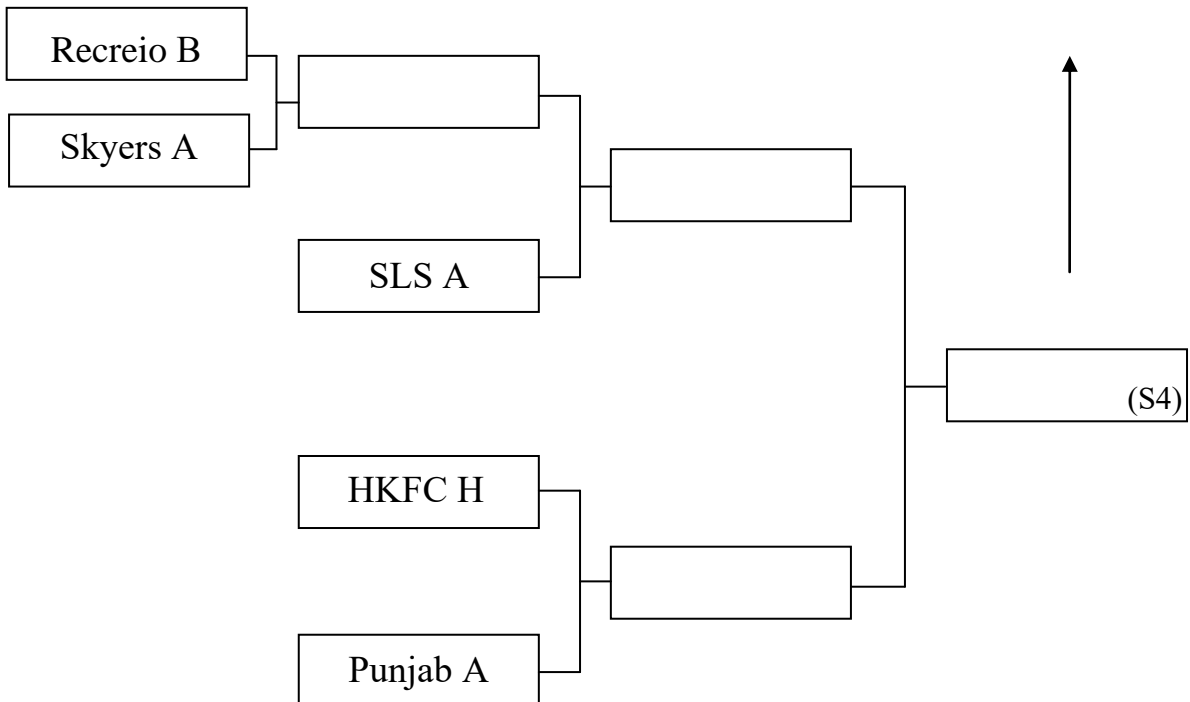 Recreio B
Skyers A
SLS A
(S4)
HKFC H
Punjab A